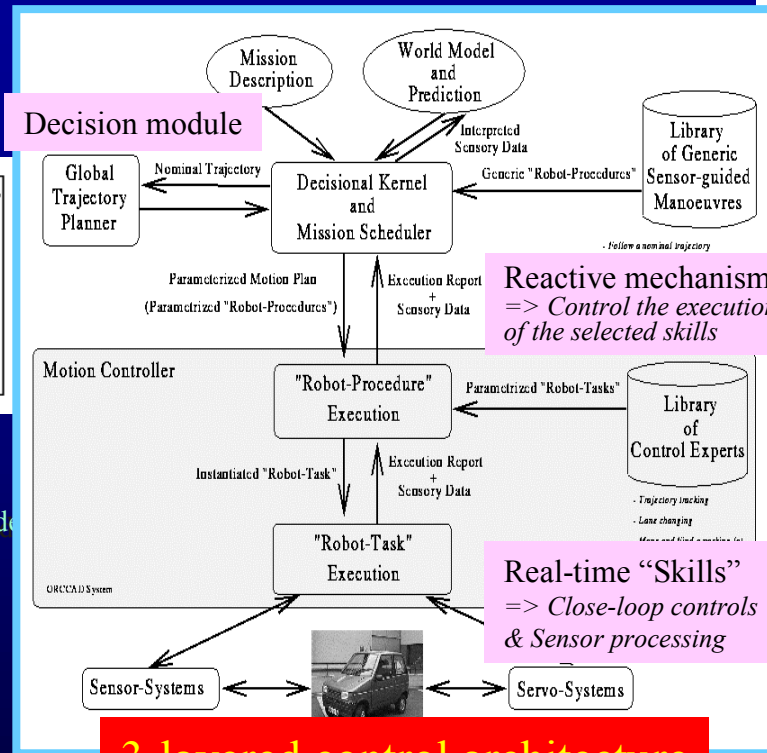 Mission
Description
World Model
and
Prediction
Decision module
Interpreted
Sensory Data
Library
of Generic
Sensor-guided
Manoeuvres
Global
Trajectory
Planner
Nominal Trajectory
Decisional Kernel
and
Mission Scheduler
Generic "Robot-Procedures"
- Follow a nominal trajectory
Parameterized Motion Plan
(Parametrized "Robot-Procedures")
Execution Report
+
Sensory Data
Reactive mechanism
=> Control the execution
of the selected skills
Motion Controller
"Robot-Procedure"
Execution
Parametrized "Robot-Tasks"
Library
of
Control Experts
Instantiated "Robot-Task"
Execution Report
+
Sensory Data
- Trajectory tracking
- Lane changing
"Robot-Task"
Execution
ORCCAD System
Real-time “Skills”
=> Close-loop controls
& Sensor processing
Sensor-Systems
Servo-Systems
3-layered control architecture